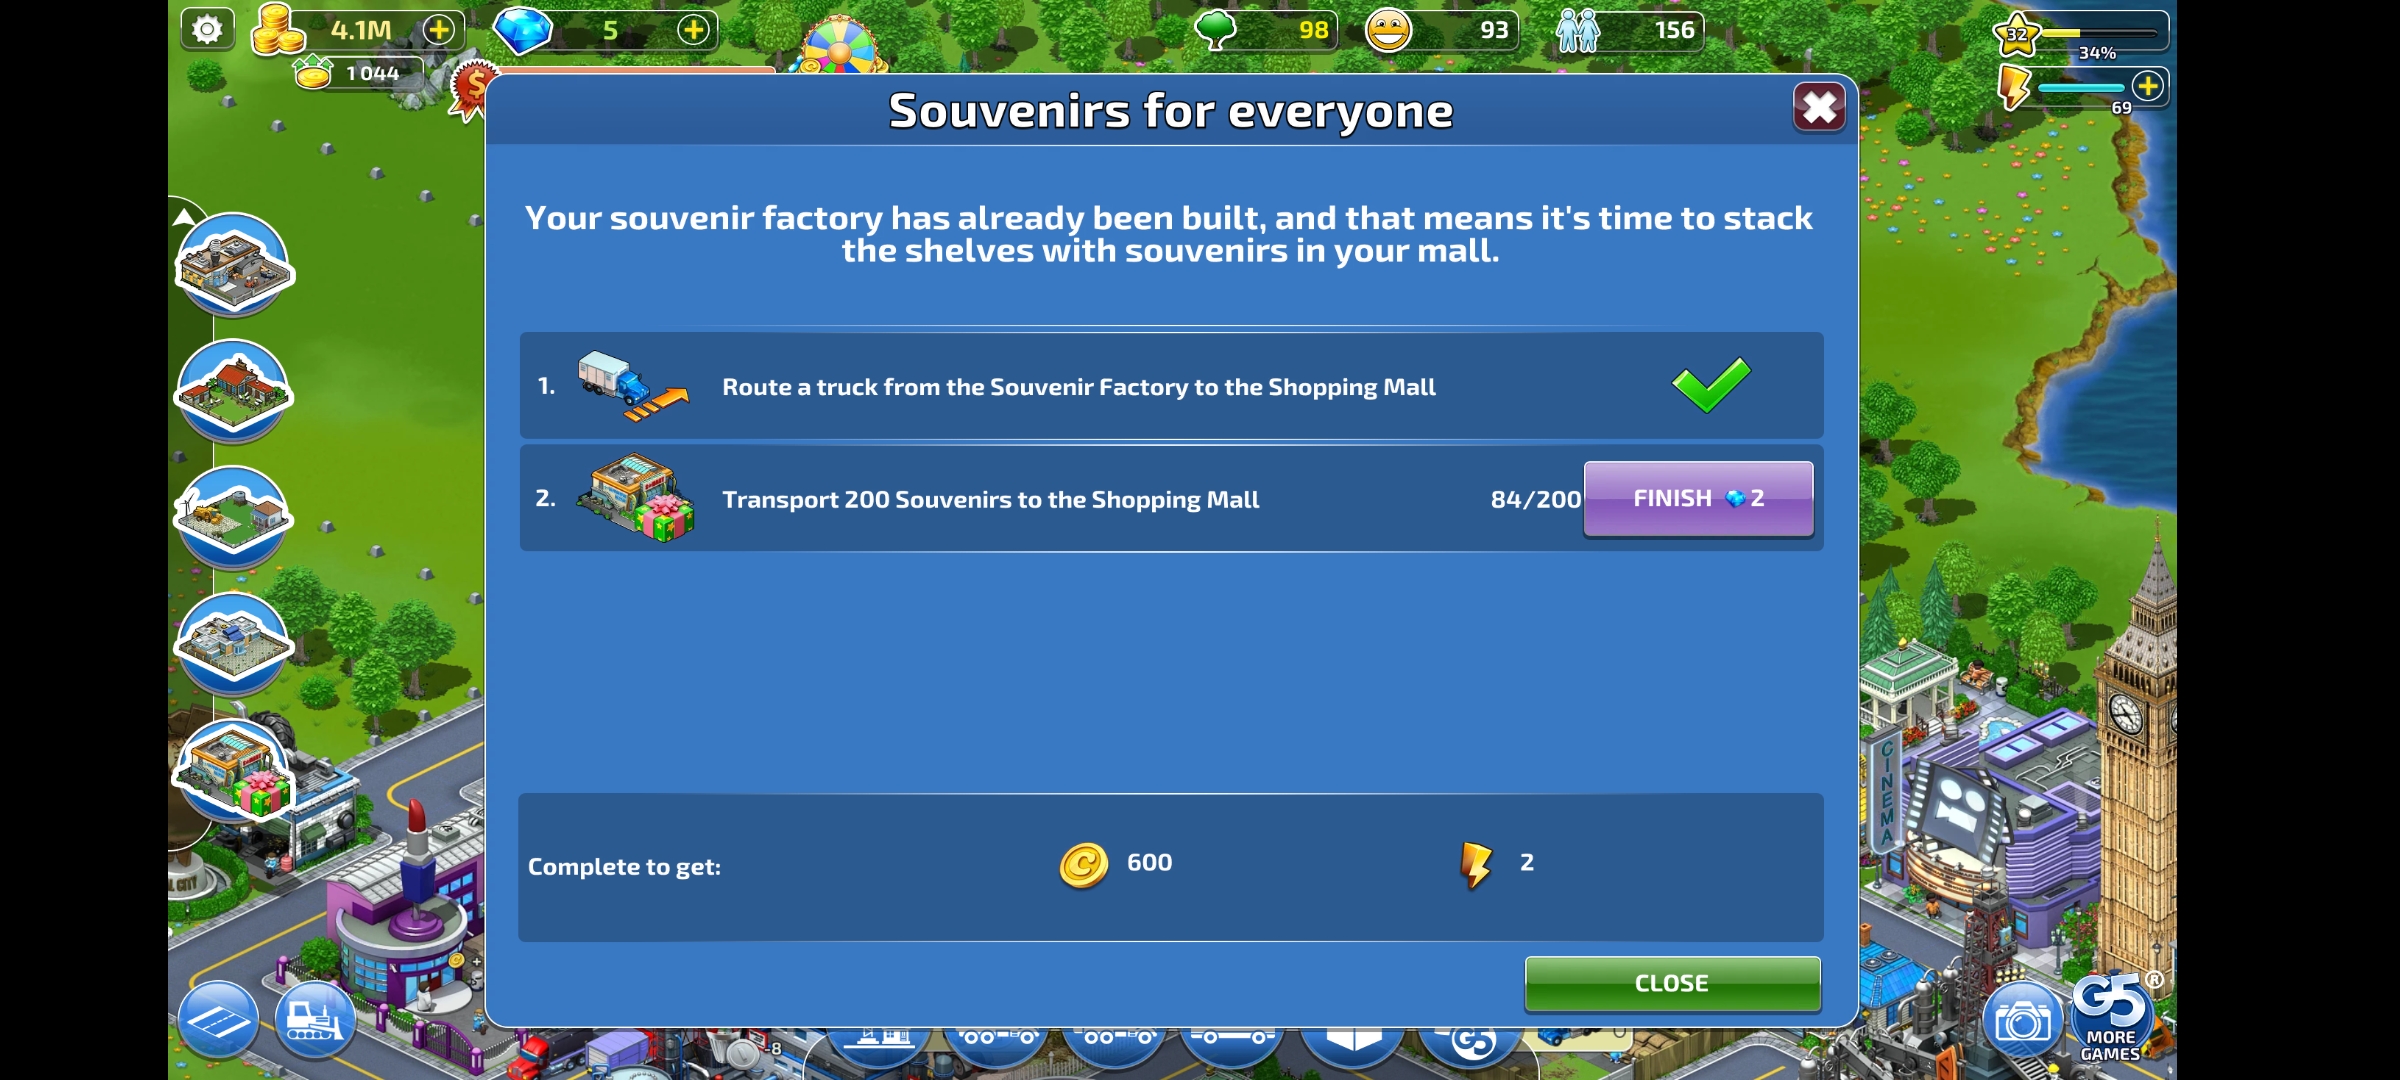 4.1M
5
98
93
156
32
34%
1 044
69
Souvenirs for everyone
Your souvenir factory has already been built, and that means it's time to stack
the shelves with souvenirs in your mall.
1.
Route a truck from the Souvenir Factory to the Shopping Mall
2.
Transport 200 Souvenirs to the Shopping Mall
84/200
FINISH 2
Complete to get:
600
2
CLOSE
CINEMA
-8
G5
G5
®
MORE
GAMES